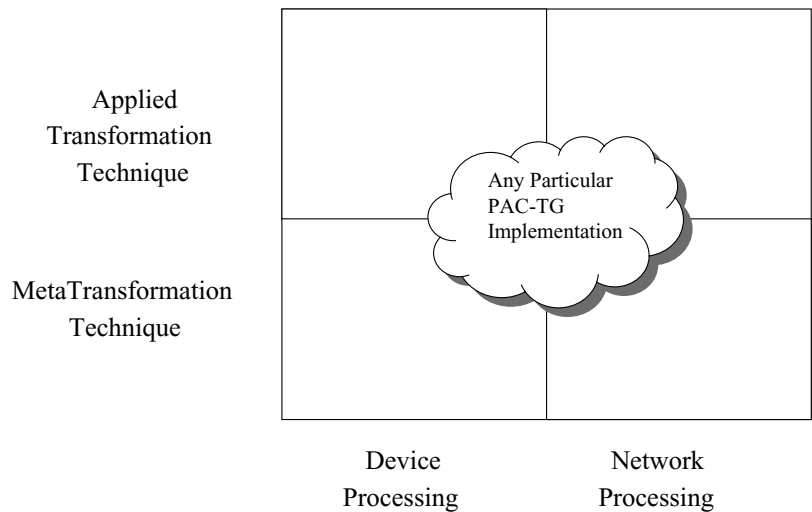 Applied
Transformation
Technique
Any Particular
PAC-TG
Implementation
MetaTransformation
Technique
Device
Processing
Network
Processing